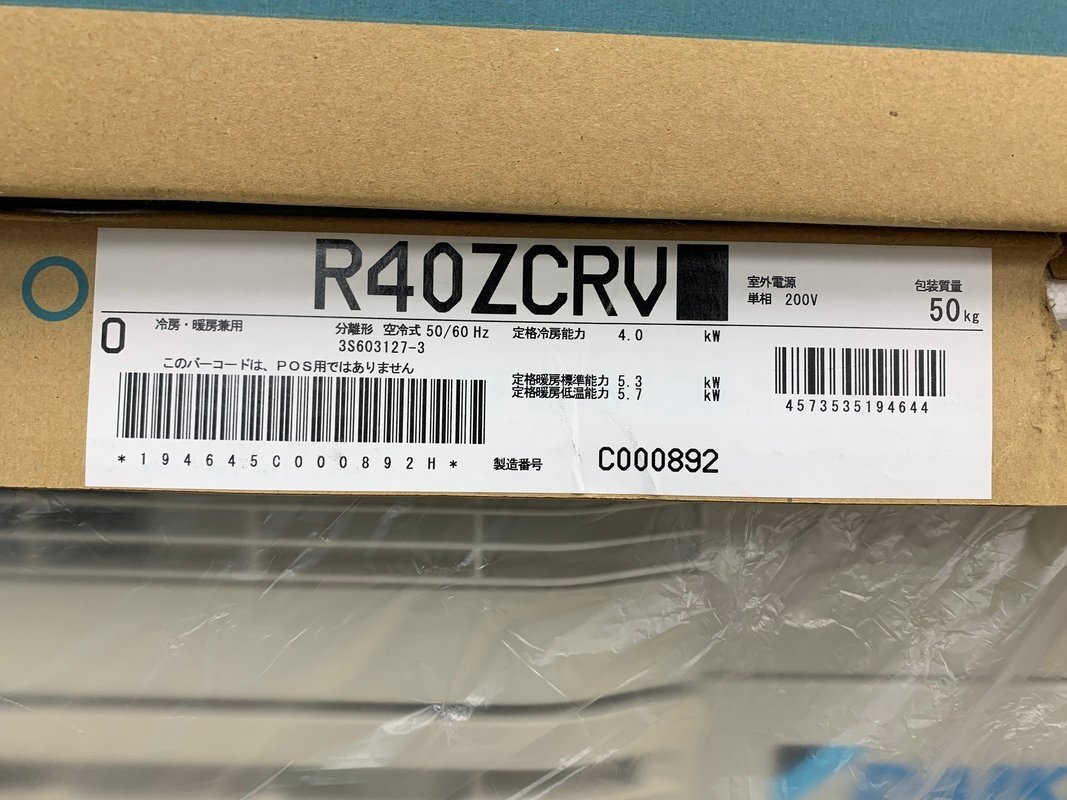 R40ZCRV■
室外電源
単相 200V
包装質量
50kg
0
冷房・暖房兼用
分離形 空冷式 50/60 Hz
3S603127-3
定格冷房能力 4.0 kW
このバーコードは、POS用ではありません
定格暖房標準能力 5.3 kW
定格暖房低温能力 5.7 kW
4573535194644
*194645C000892H*
製造番号 C000892